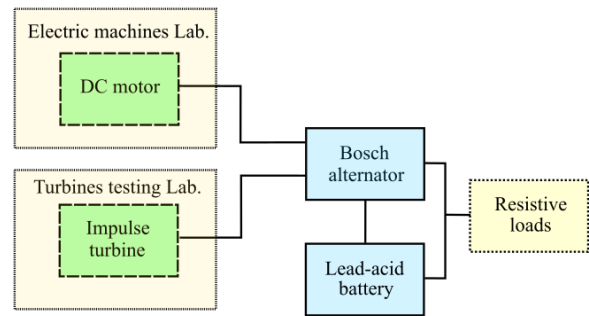 Electric machines Lab.
DC motor
Bosch
alternator
Turbines testing Lab.
Impulse
turbine
Resistive
loads
Lead-acid
battery